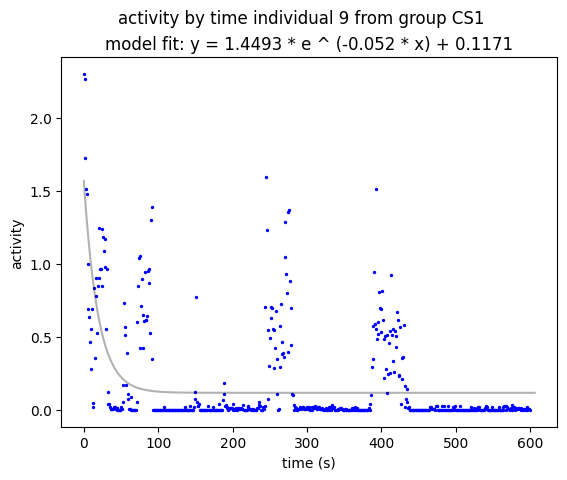 activity by time individual 9 from group CS1
model fit: y = 1.4493 * e ^ (-0.052 * x) + 0.1171
2.0
1.5
1.0
0.5
0.0
activity
0 100 200 300 400 500 600
time (s)